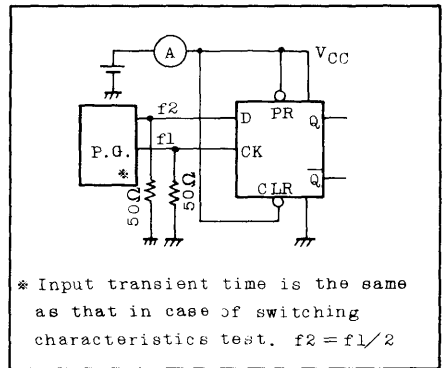 A
V_CC
f2
D
PR
Q
P.G.
*
f1
CK
Q̅
CLR
50Ω
50Ω
* Input transient time is the same
as that in case of switching
characteristics test. f2 = f1/2